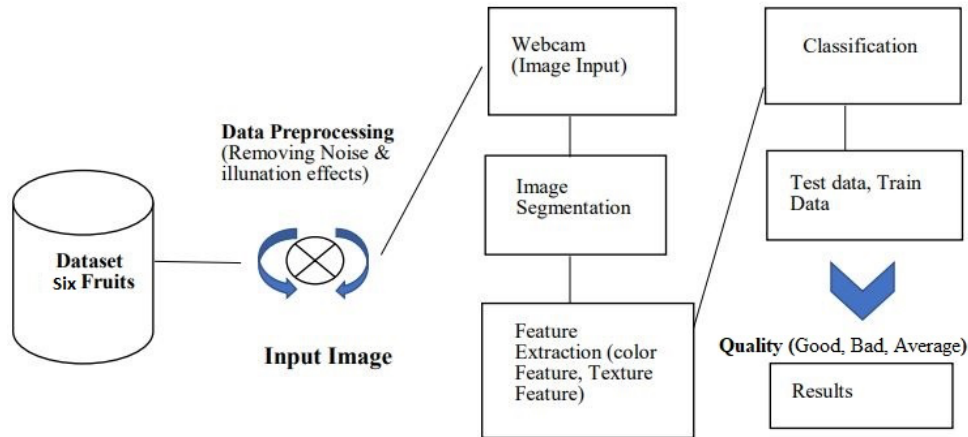 Dataset
Six Fruits
Data Preprocessing
(Removing Noise &
illunation effects)
Input Image
Webcam
(Image Input)
Image
Segmentation
Feature
Extraction (color
Feature, Texture
Feature)
Classification
Test data, Train
Data
Quality (Good, Bad, Average)
Results